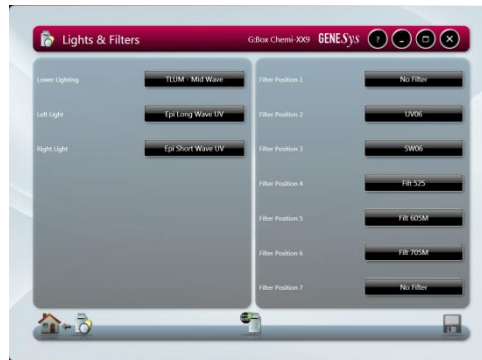 Lights & Filters
G:Box Chemi-XX9 GENESys ?
Lower Lighting TLUM - Mid Wave
Left Light Epi Long Wave UV
Right Light Epi Short Wave UV
Filter Position 1 No Filter
Filter Position 2 UV06
Filter Position 3 SW06
Filter Position 4 Filt 525
Filter Position 5 Filt 605M
Filter Position 6 Filt 705M
Filter Position 7 No Filter